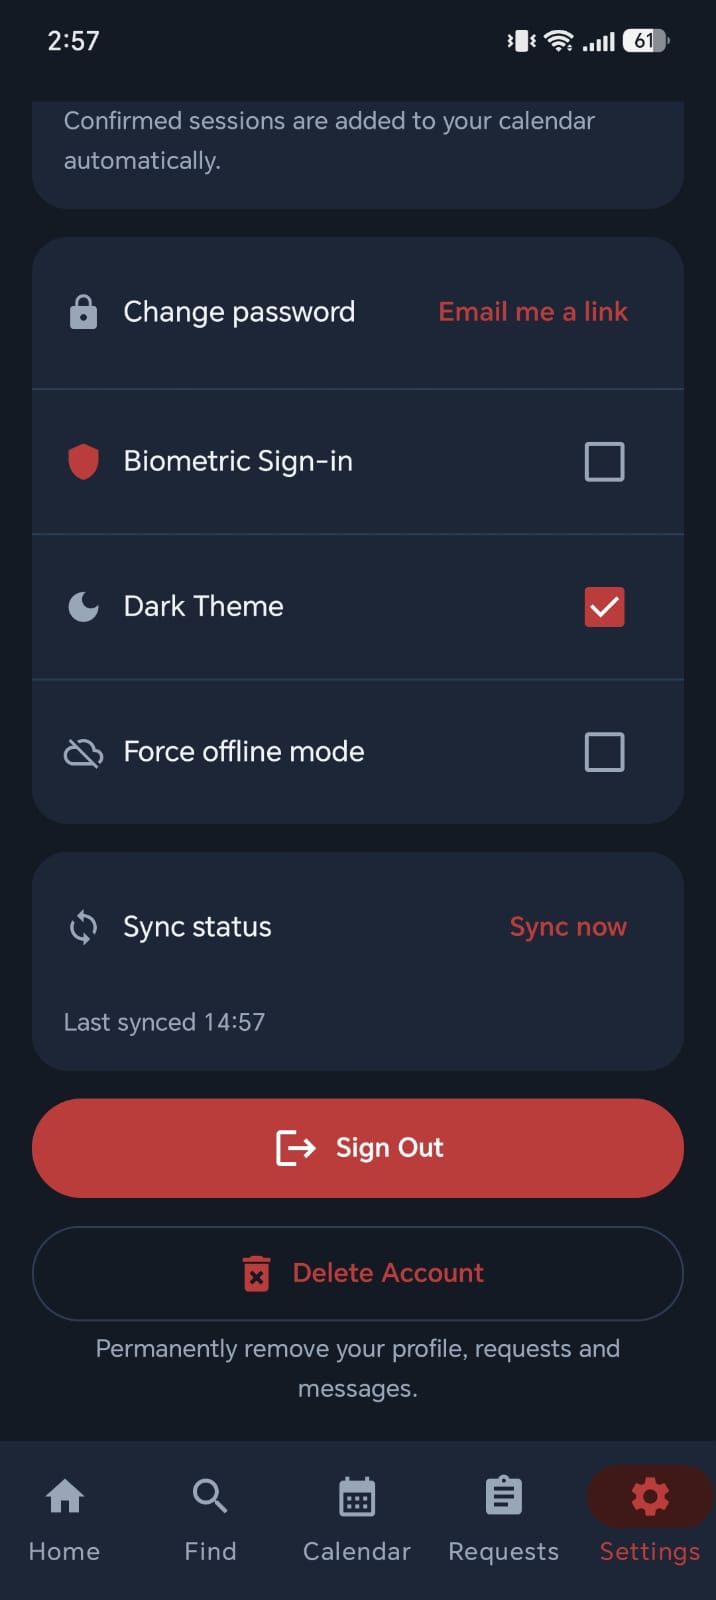 2:57
61
Confirmed sessions are added to your calendar
automatically.
Change password
Email me a link
Biometric Sign-in
Dark Theme
Force offline mode
Sync status
Sync now
Last synced 14:57
Sign Out
Delete Account
Permanently remove your profile, requests and
messages.
Home
Find
Calendar
Requests
Settings